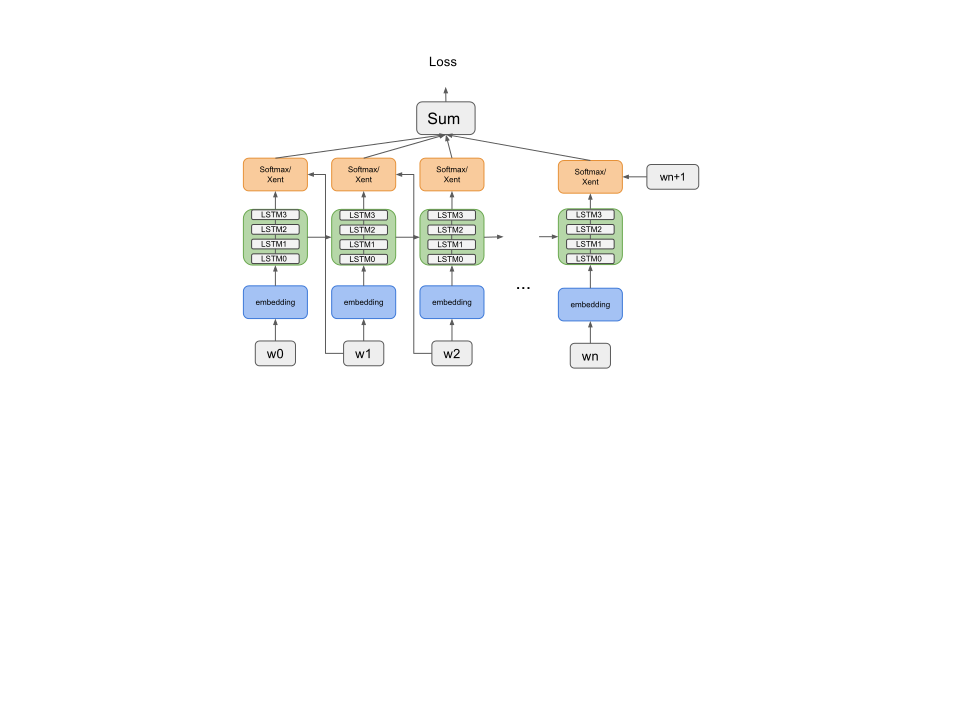 Loss
Sum
Softmax/
Xent
Softmax/
Xent
Softmax/
Xent
Softmax/
Xent
wn+1
LSTM3
LSTM2
LSTM1
LSTM0
LSTM3
LSTM2
LSTM1
LSTM0
LSTM3
LSTM2
LSTM1
LSTM0
LSTM3
LSTM2
LSTM1
LSTM0
...
embedding
embedding
embedding
embedding
w0
w1
w2
wn